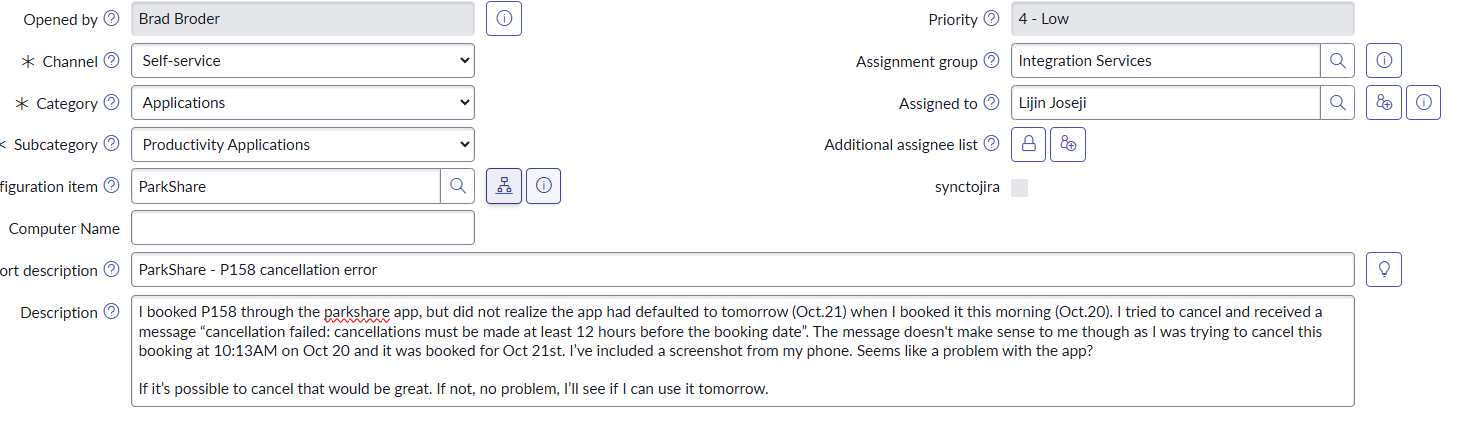 Opened by Brad Broder
Priority 4 - Low
Channel Self-service
Assignment group Integration Services
Category Applications
Assigned to Lijin Joseji
Subcategory Productivity Applications
Additional assignee list
figuration item ParkShare
synctojira
Computer Name
ort description ParkShare - P158 cancellation error
Description I booked P158 through the parkshare app, but did not realize the app had defaulted to tomorrow (Oct.21) when I booked it this morning (Oct.20). I tried to cancel and received a
message “cancellation failed: cancellations must be made at least 12 hours before the booking date”. The message doesn't make sense to me though as I was trying to cancel this
booking at 10:13AM on Oct 20 and it was booked for Oct 21st. I’ve included a screenshot from my phone. Seems like a problem with the app?
If it’s possible to cancel that would be great. If not, no problem, I’ll see if I can use it tomorrow.